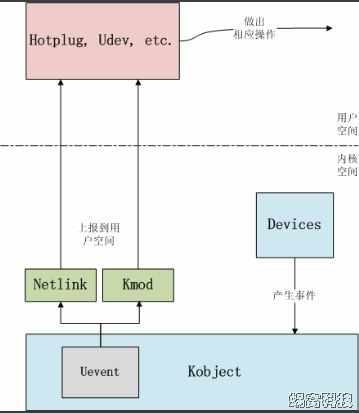 Hotplug, Udev, etc.
做出
相应操作
用户
空间
内核
空间
上报到用
户空间
Devices
Netlink
Kmod
产生事件
Uevent
Kobject
蜗窝科技